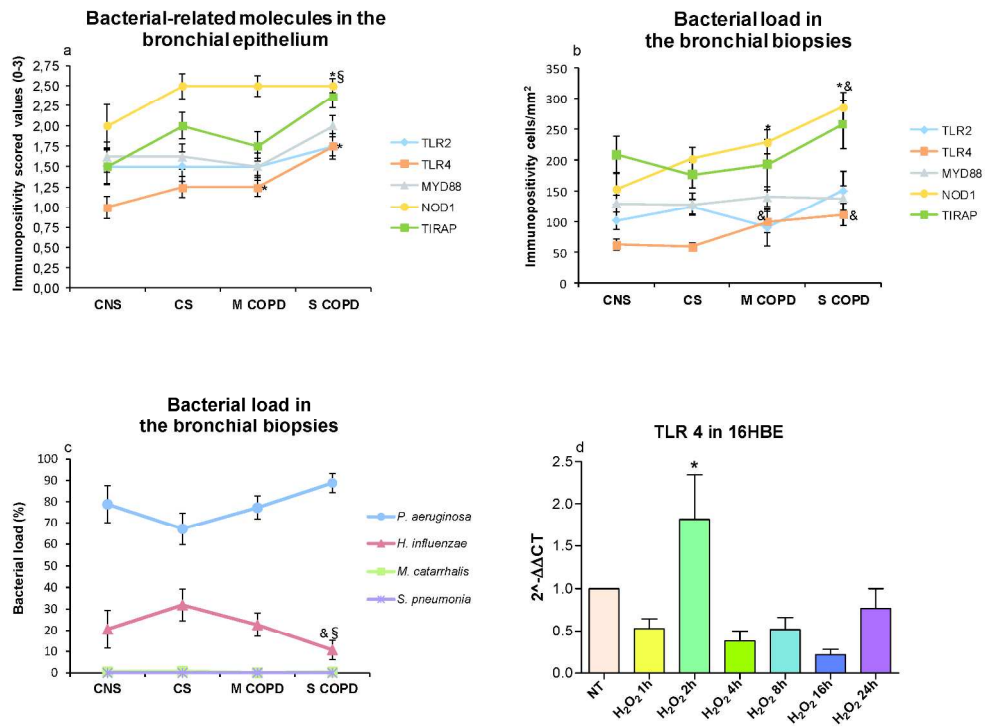 Bacterial-related molecules in the
bronchial epithelium
a
Immunopositivity scored values (0-3)
2,75
2,50
2,25
2,00
1,75
1,50
1,25
1,00
0,75
0,50
0,25
0,00
*§
*
*
CNS CS M COPD S COPD
TLR2
TLR4
MYD88
NOD1
TIRAP
Bacterial load in
the bronchial biopsies
b
Immunopositivity cells/mm²
350
300
250
200
150
100
50
0
*&
*
&
&
CNS CS M COPD S COPD
TLR2
TLR4
MYD88
NOD1
TIRAP
Bacterial load in
the bronchial biopsies
c
Bacterial load (%)
100
90
80
70
60
50
40
30
20
10
0
& §
CNS CS M COPD S COPD
P. aeruginosa
H. influenzae
M. catarrhalis
S. pneumonia
TLR 4 in 16HBE
d
2^-ΔΔCT
2.5
2.0
1.5
1.0
0.5
0.0
*
NT H₂O₂ 1h H₂O₂ 2h H₂O₂ 4h H₂O₂ 8h H₂O₂ 16h H₂O₂ 24h